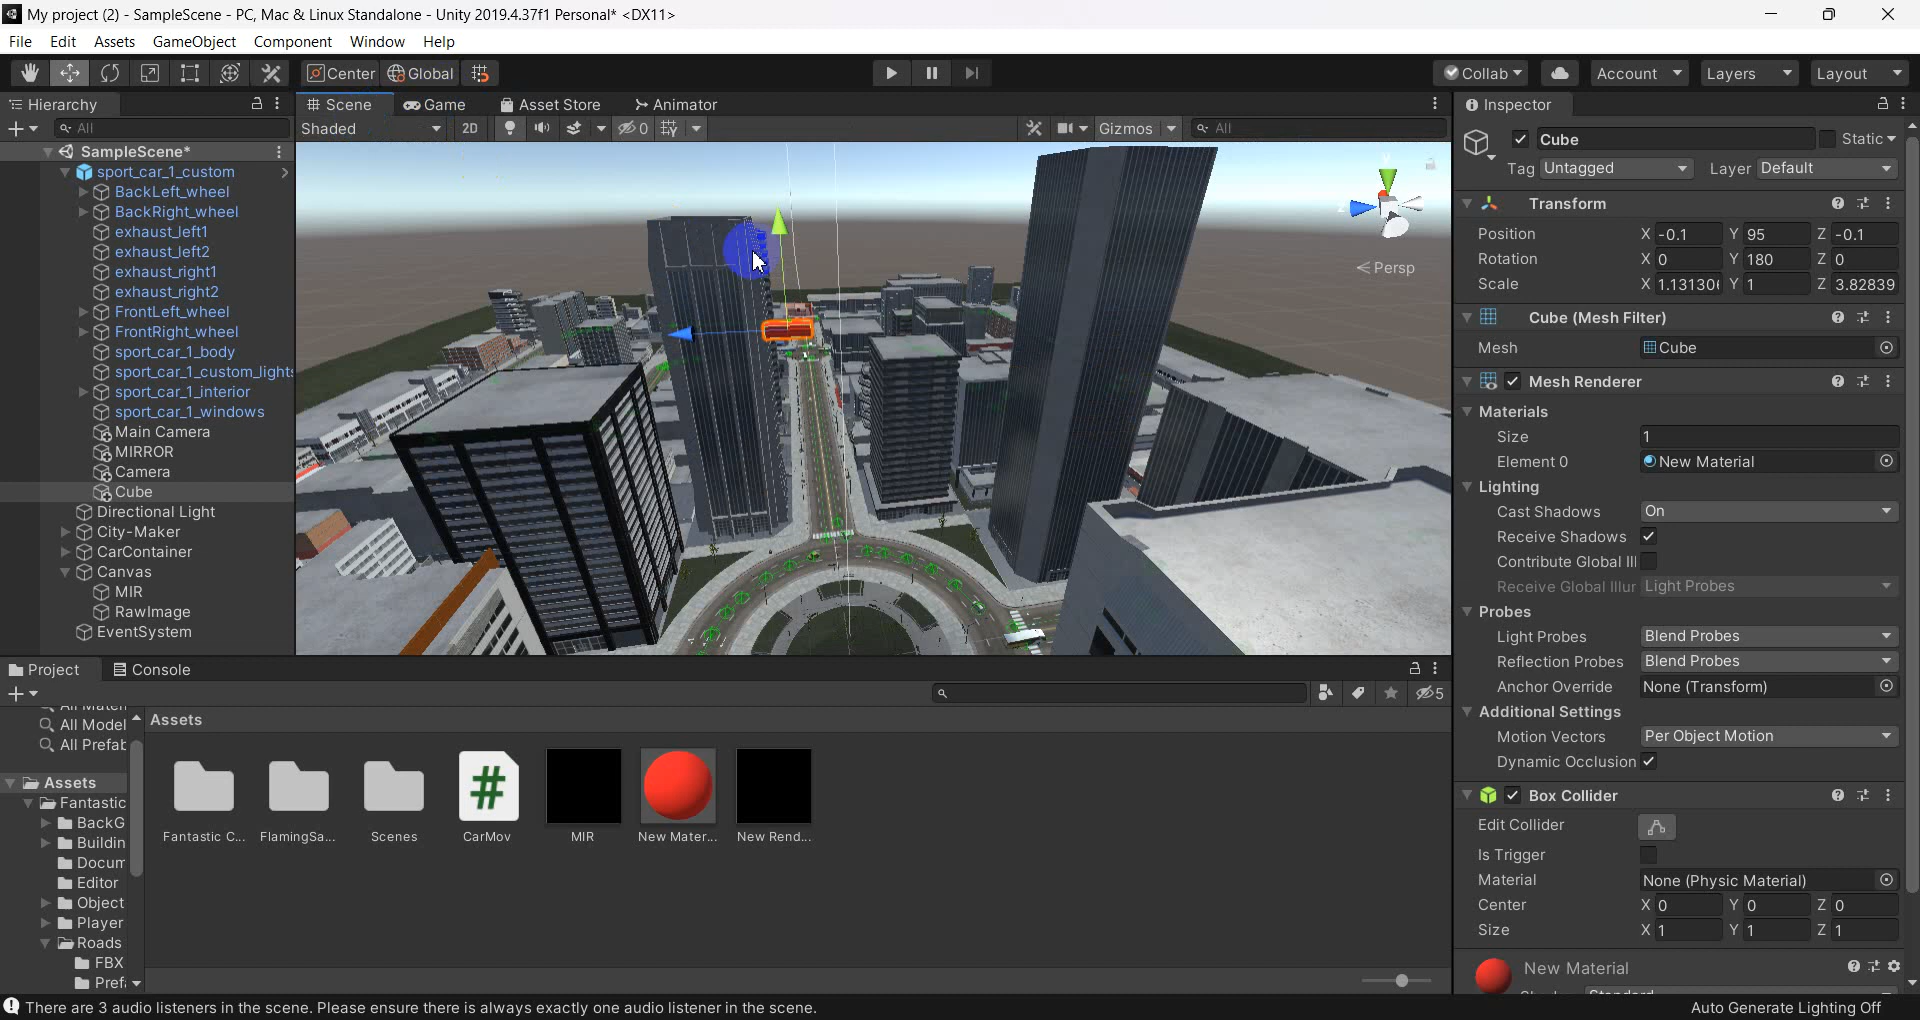 My project (2) - SampleScene - PC, Mac & Linux Standalone - Unity 2019.4.37f1 Personal* <DX11>
File Edit Assets GameObject Component Window Help
Center Global Collab Account Layers Layout
Hierarchy
All
SampleScene*
sport_car_1_custom
BackLeft_wheel
BackRight_wheel
exhaust_left1
exhaust_left2
exhaust_right1
exhaust_right2
FrontLeft_wheel
FrontRight_wheel
sport_car_1_body
sport_car_1_custom_lights
sport_car_1_interior
sport_car_1_windows
Main Camera
MIRROR
Camera
Cube
Directional Light
City-Maker
CarContainer
Canvas
MIR
RawImage
EventSystem
Scene Game Asset Store Animator
Shaded 2D 0 Gizmos All
y
z
Persp
Inspector
Cube Static
Tag Untagged Layer Default
Transform
Position X -0.1 Y 95 Z -0.1
Rotation X 0 Y 180 Z 0
Scale X 1.13130 Y 1 Z 3.82839
Cube (Mesh Filter)
Mesh Cube
Mesh Renderer
Materials
Size 1
Element 0 New Material
Lighting
Cast Shadows On
Receive Shadows
Contribute Global Ill
Receive Global Illur Light Probes
Probes
Light Probes Blend Probes
Reflection Probes Blend Probes
Anchor Override None (Transform)
Additional Settings
Motion Vectors Per Object Motion
Dynamic Occlusion
Box Collider
Edit Collider
Is Trigger
Material None (Physic Material)
Center X 0 Y 0 Z 0
Size X 1 Y 1 Z 1
New Material
Project Console
5
All Model
All Prefab
Assets
Fantastic
BackG
Buildin
Docum
Editor
Object
Player
Roads
FBX
Prefa
Assets
Fantastic C... FlamingSa... Scenes CarMov MIR New Mater... New Rend...
There are 3 audio listeners in the scene. Please ensure there is always exactly one audio listener in the scene.
Auto Generate Lighting Off